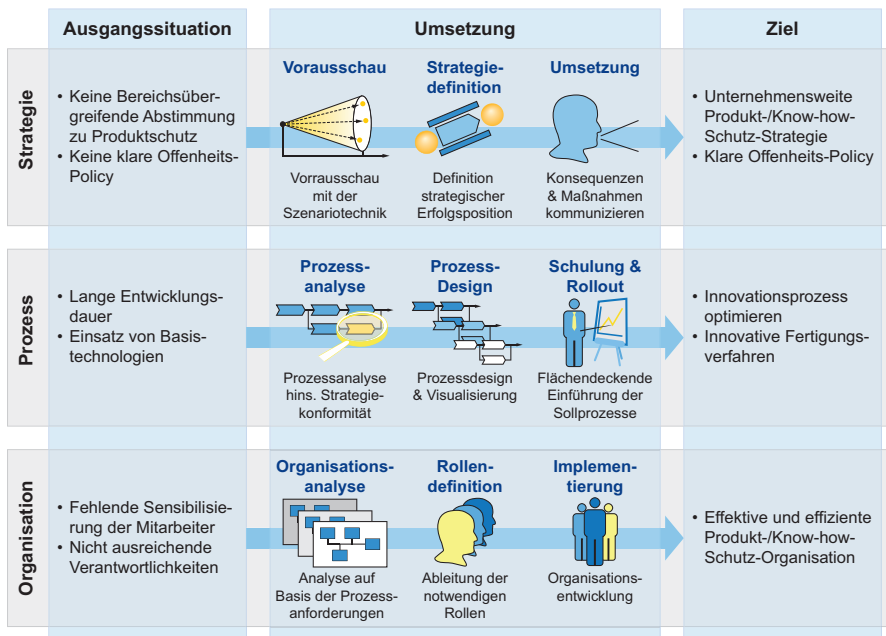 Ausgangssituation
Umsetzung
Ziel
Strategie
• Keine Bereichsüber-
greifende Abstimmung
zu Produktschutz
• Keine klare Offenheits-
Policy
Vorausschau
Vorrausschau
mit der
Szenariotechnik
Strategie-
definition
Definition
strategischer
Erfolgsposition
Umsetzung
Konsequenzen
& Maßnahmen
kommunizieren
• Unternehmensweite
Produkt-/Know-how-
Schutz-Strategie
• Klare Offenheits-Policy
Prozess
• Lange Entwicklungs-
dauer
• Einsatz von Basis-
technologien
Prozess-
analyse
Prozessanalyse
hins. Strategie-
konformität
Prozess-
Design
Prozessdesign
& Visualisierung
Schulung &
Rollout
Flächendeckende
Einführung der
Sollprozesse
• Innovationsprozess
optimieren
• Innovative Fertigungs-
verfahren
Organisation
• Fehlende Sensibilisie-
rung der Mitarbeiter
• Nicht ausreichende
Verantwortlichkeiten
Organisations-
analyse
Analyse auf
Basis der Prozess-
anforderungen
Rollen-
definition
Ableitung der
notwendigen
Rollen
Implemen-
tierung
Organisations-
entwicklung
• Effektive und effiziente
Produkt-/Know-how-
Schutz-Organisation